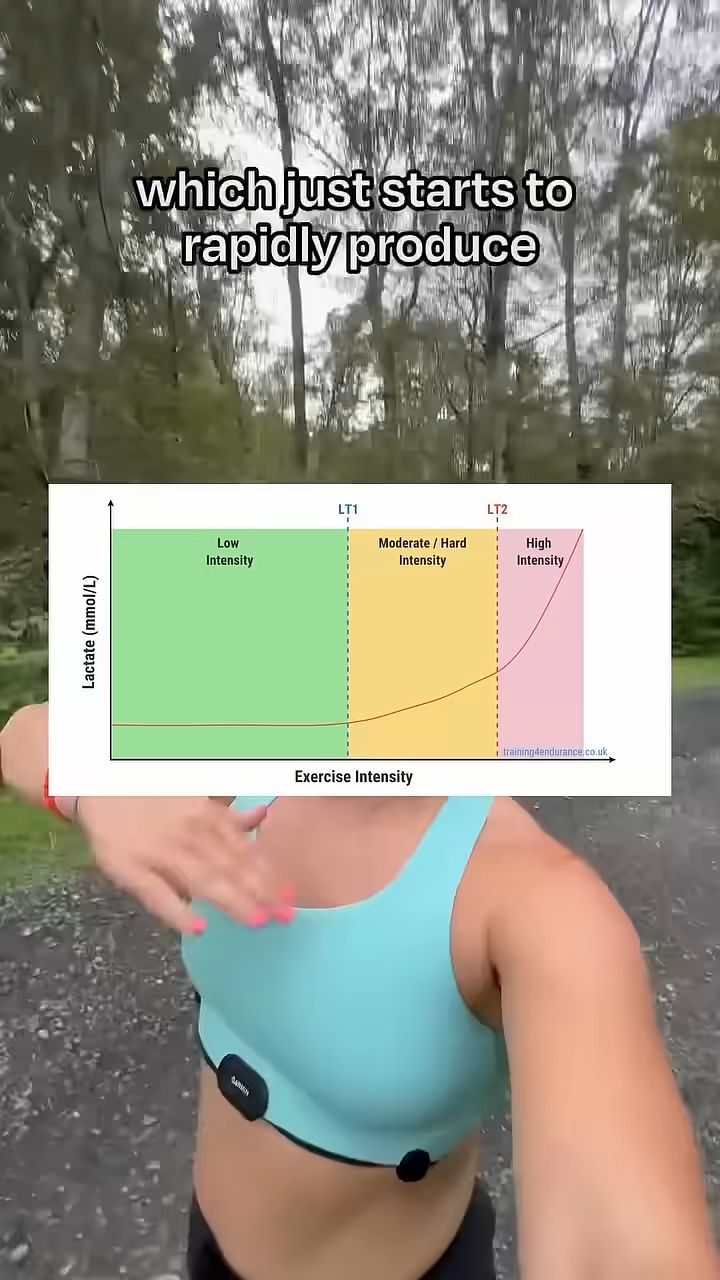 which just starts to
rapidly produce
LT1
LT2
Low
Intensity
Moderate / Hard
Intensity
High
Intensity
Lactate (mmol/L)
training4endurance.co.uk
Exercise Intensity
GARMIN